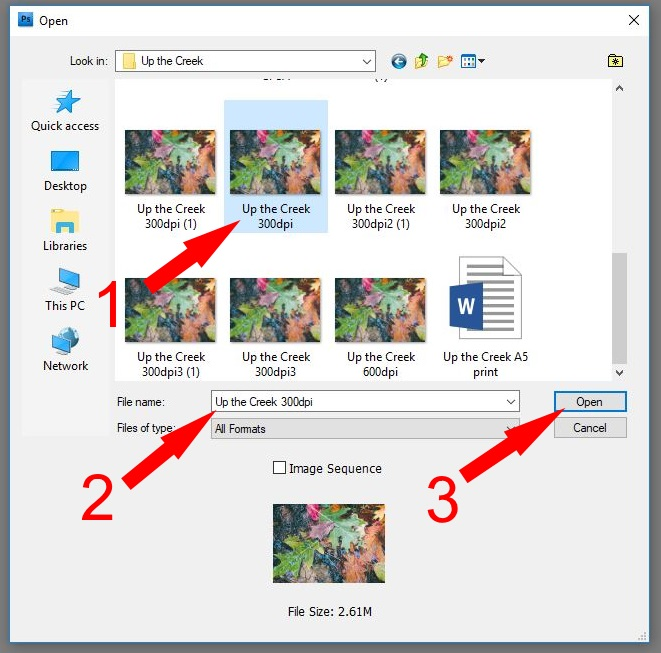 Ps Open
Look in: Up the Creek
Quick access
Desktop
Libraries
This PC
Network
(1)
Up the Creek
300dpi (1)
Up the Creek
300dpi
Up the Creek
300dpi2 (1)
Up the Creek
300dpi2
1
W
Up the Creek
300dpi3 (1)
Up the Creek
300dpi3
Up the Creek
600dpi
Up the Creek A5
print
File name: Up the Creek 300dpi
Open
Files of type: All Formats
Cancel
2
3
Image Sequence
File Size: 2.61M